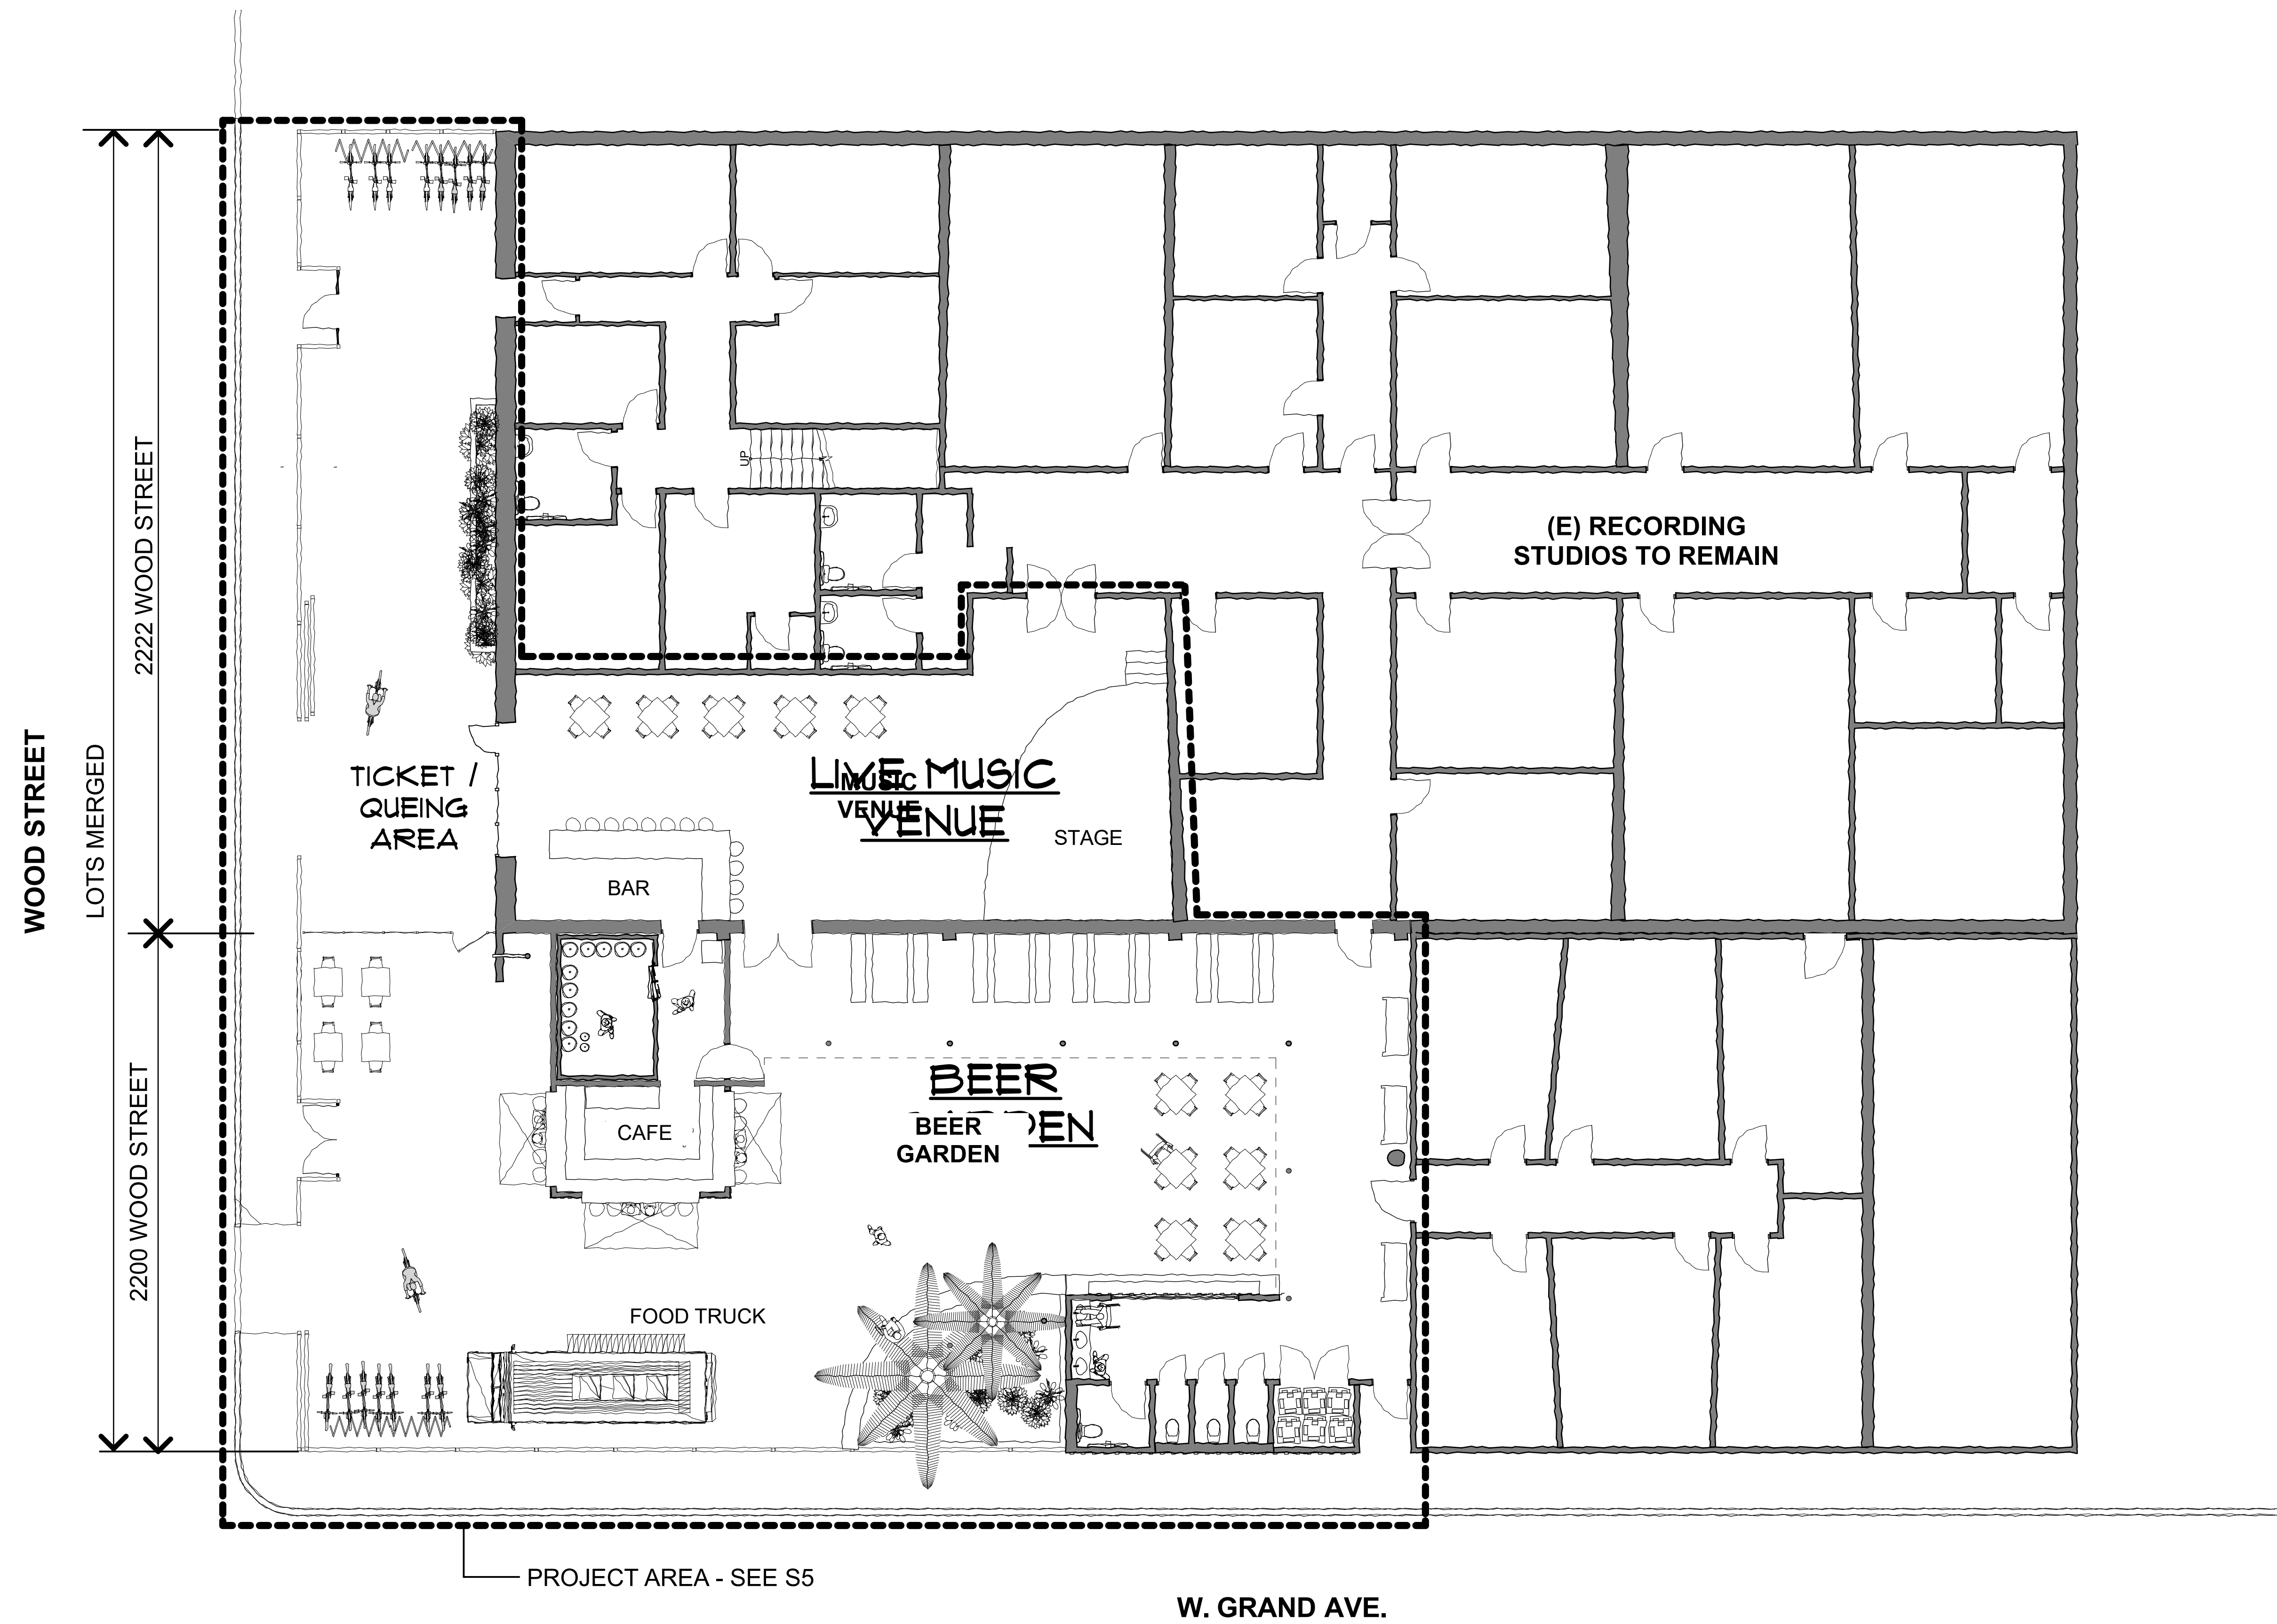 UP
(E) RECORDING
STUDIOS TO REMAIN
2222 WOOD STREET
WOOD STREET
LOTS MERGED
TICKET /
QUEING
AREA
LIVE MUSIC
VENUE
MUSIC
VENUE
STAGE
BAR
2200 WOOD STREET
BEER
BEER
GARDEN
CAFE
FOOD TRUCK
PROJECT AREA - SEE S5
W. GRAND AVE.